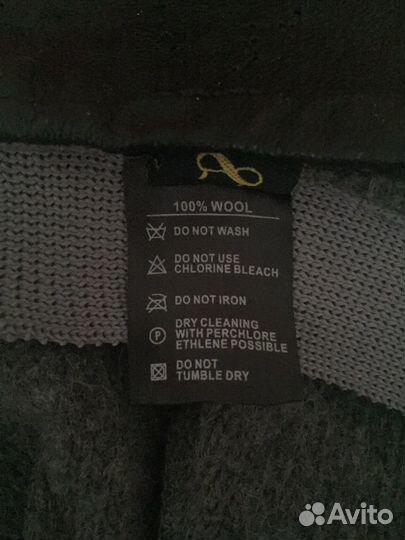 100% WOOL
DO NOT WASH
DO NOT USE
CHLORINE BLEACH
DO NOT IRON
DRY CLEANING
WITH PERCHLORE
ETHLENE POSSIBLE
P
DO NOT
TUMBLE DRY
Avito